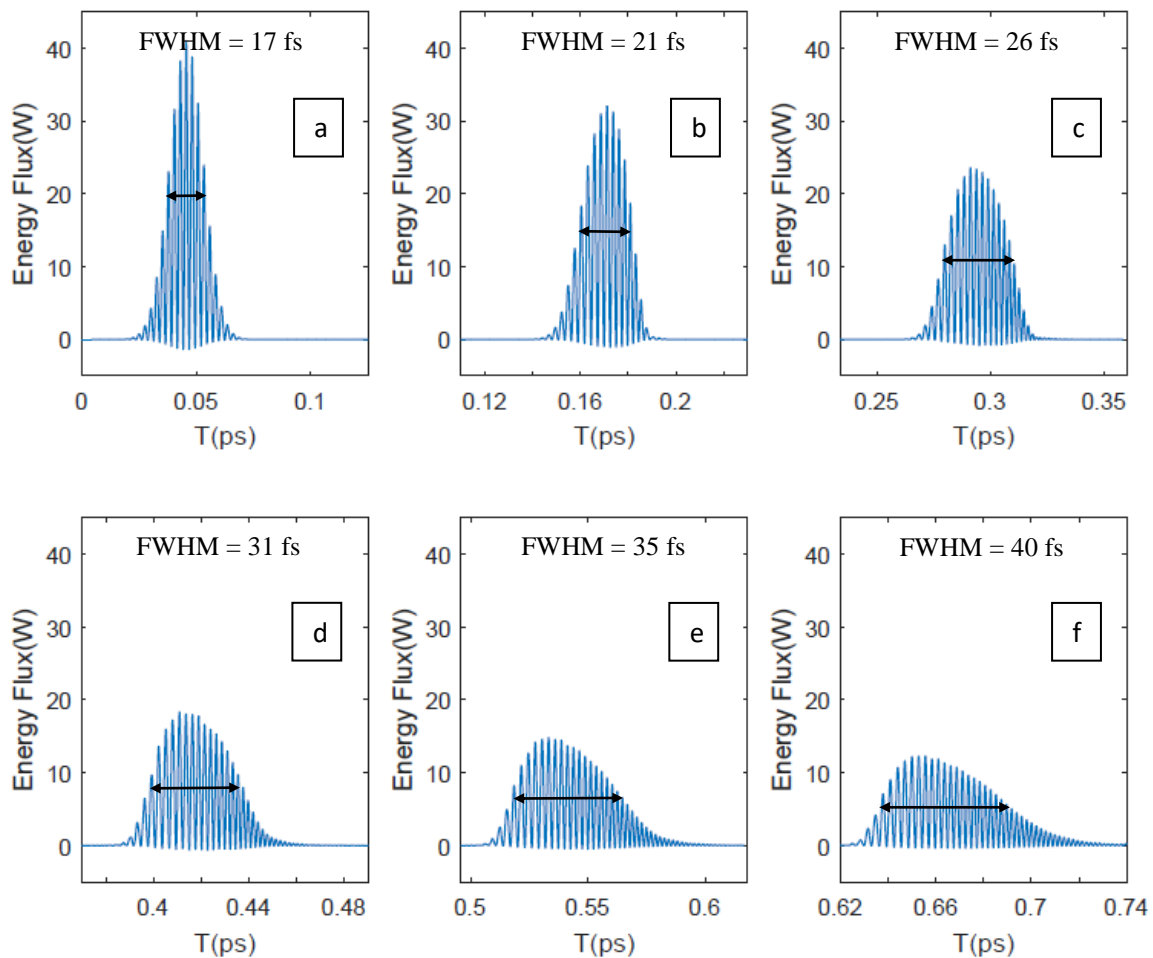 FWHM = 17 fs
a
40
30
20
10
0
Energy Flux(W)
0
0.05
0.1
T(ps)
FWHM = 21 fs
b
40
30
20
10
0
Energy Flux(W)
0.12
0.16
0.2
T(ps)
FWHM = 26 fs
c
40
30
20
10
0
Energy Flux(W)
0.25
0.3
0.35
T(ps)
FWHM = 31 fs
d
40
30
20
10
0
Energy Flux(W)
0.4
0.44
0.48
T(ps)
FWHM = 35 fs
e
40
30
20
10
0
Energy Flux(W)
0.5
0.55
0.6
T(ps)
FWHM = 40 fs
f
40
30
20
10
0
Energy Flux(W)
0.62
0.66
0.7
0.74
T(ps)